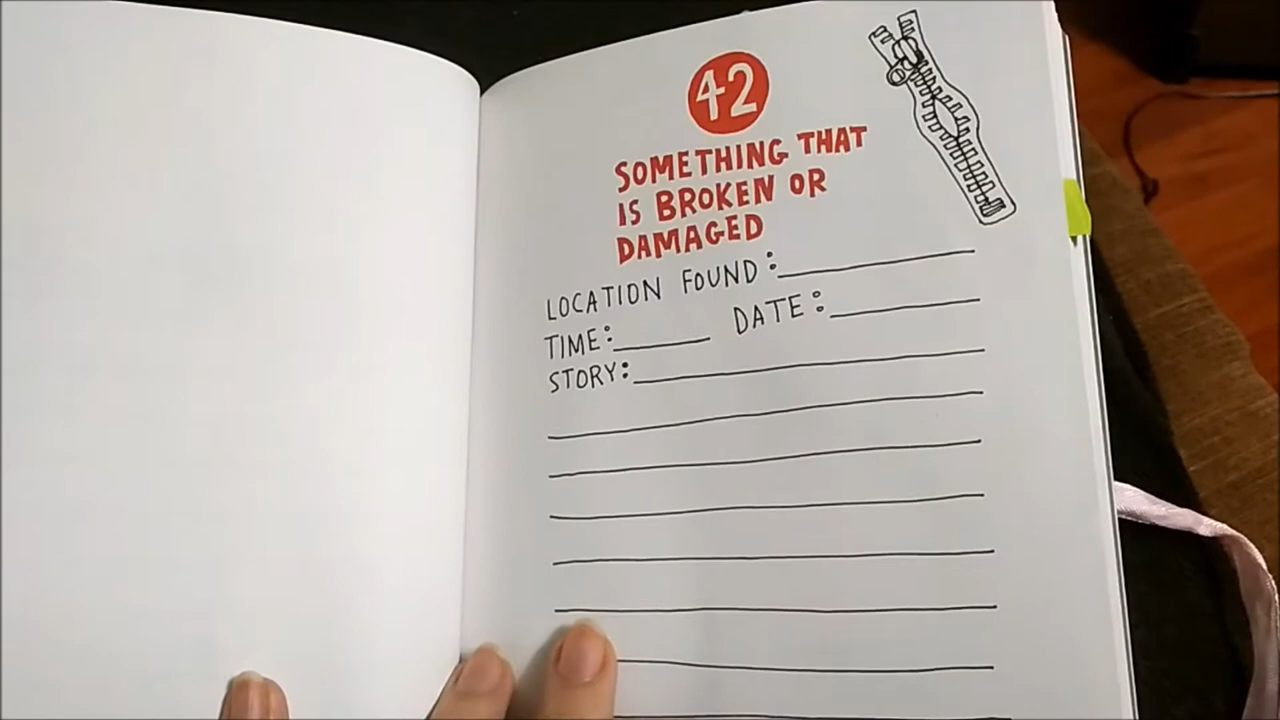 42
SOMETHING THAT
IS BROKEN OR
DAMAGED
LOCATION FOUND:
TIME: DATE:
STORY: